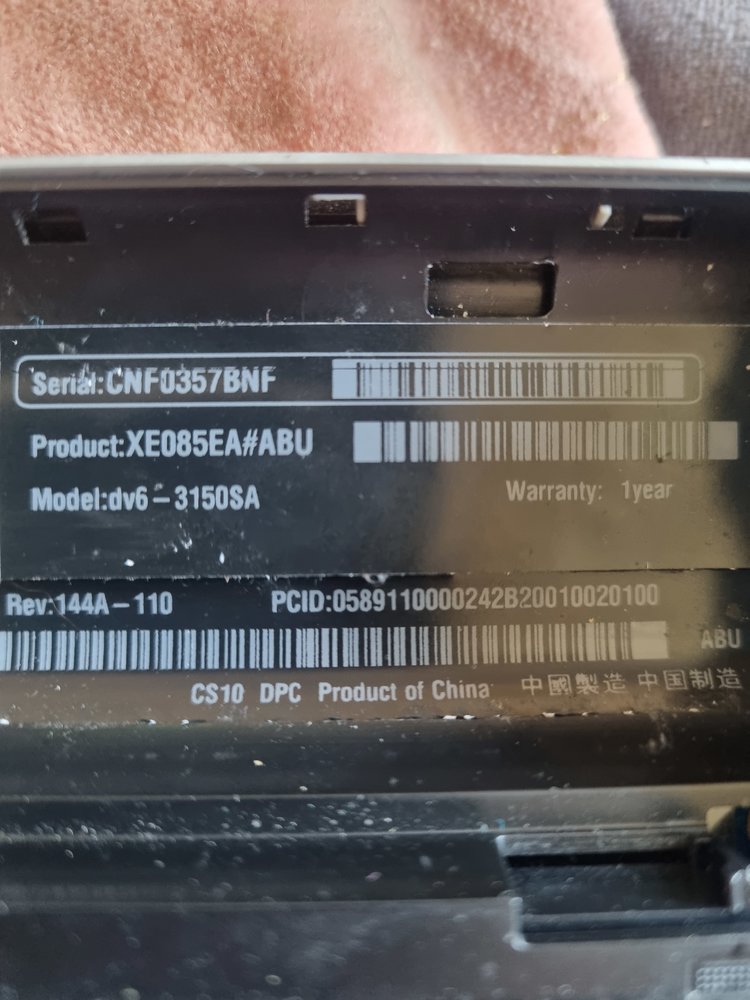 Serial:CNF0357BNF
Product:XE085EA#ABU
Model:dv6-3150SA
Warranty: 1year
Rev:144A-110
PCID:0589110000242B20010020100
ABU
CS10 DPC Product of China 中國製造 中国制造